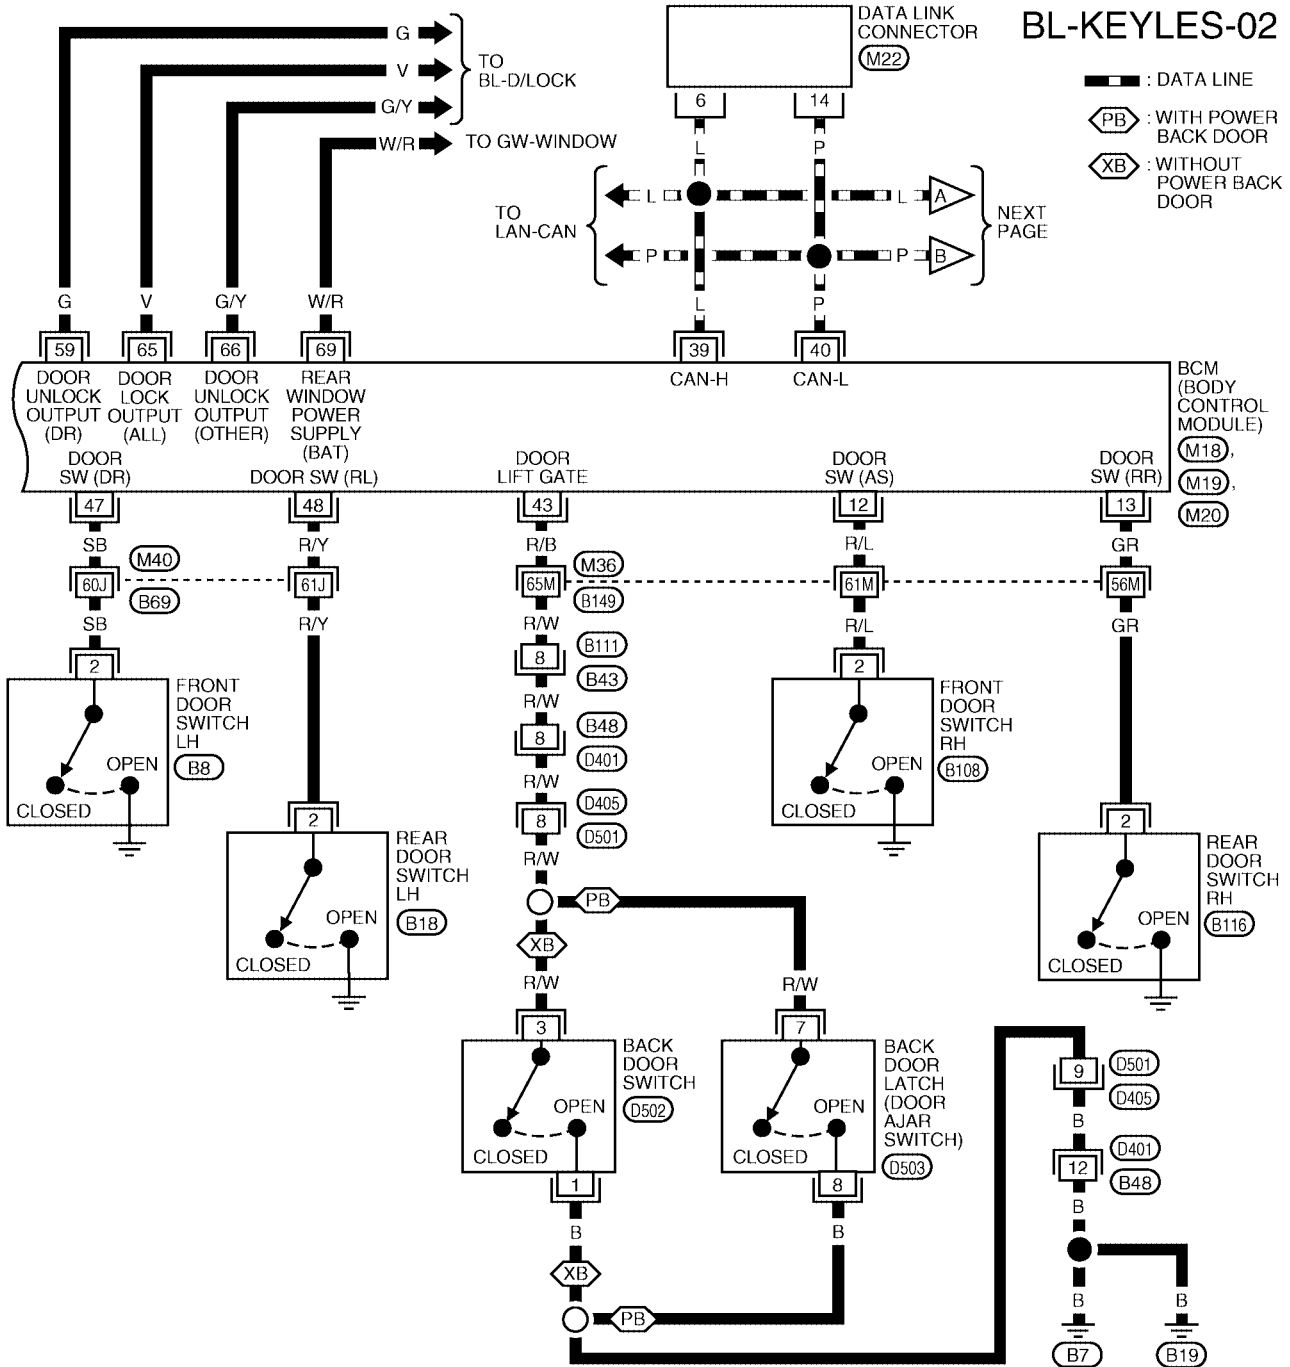 BL-KEYLES-02
DATA LINK
CONNECTOR
M22
: DATA LINE
PB : WITH POWER
BACK DOOR
XB : WITHOUT
POWER BACK
DOOR
G
V
G/Y
TO
BL-D/LOCK
W/R
TO GW-WINDOW
6
14
L
P
TO
LAN-CAN
L
L
A
P
P
B
NEXT
PAGE
G
V
G/Y
W/R
L
P
59
65
66
69
39
40
DOOR
UNLOCK
OUTPUT
(DR)
DOOR
LOCK
OUTPUT
(ALL)
DOOR
UNLOCK
OUTPUT
(OTHER)
REAR
WINDOW
POWER
SUPPLY
(BAT)
CAN-H
CAN-L
BCM
(BODY
CONTROL
MODULE)
M18,
M19,
M20
DOOR
SW (DR)
DOOR SW (RL)
DOOR
LIFT GATE
DOOR
SW (AS)
DOOR
SW (RR)
47
48
43
12
13
SB
R/Y
R/B
R/L
GR
M40
M36
60J
61J
65M
61M
56M
B69
B149
SB
R/Y
R/W
R/L
GR
2
FRONT
DOOR
SWITCH
LH
B8
OPEN
CLOSED
8
B111
B43
R/W
8
B48
D401
R/W
8
D405
D501
R/W
2
FRONT
DOOR
SWITCH
RH
B108
OPEN
CLOSED
2
REAR
DOOR
SWITCH
LH
B18
OPEN
CLOSED
2
REAR
DOOR
SWITCH
RH
B116
OPEN
CLOSED
PB
XB
R/W
R/W
3
BACK
DOOR
SWITCH
D502
OPEN
CLOSED
1
7
BACK
DOOR
LATCH
(DOOR
AJAR
SWITCH)
D503
OPEN
CLOSED
8
9
D501
D405
B
12
D401
B48
B
B
B
XB
PB
B
B
B7
B19